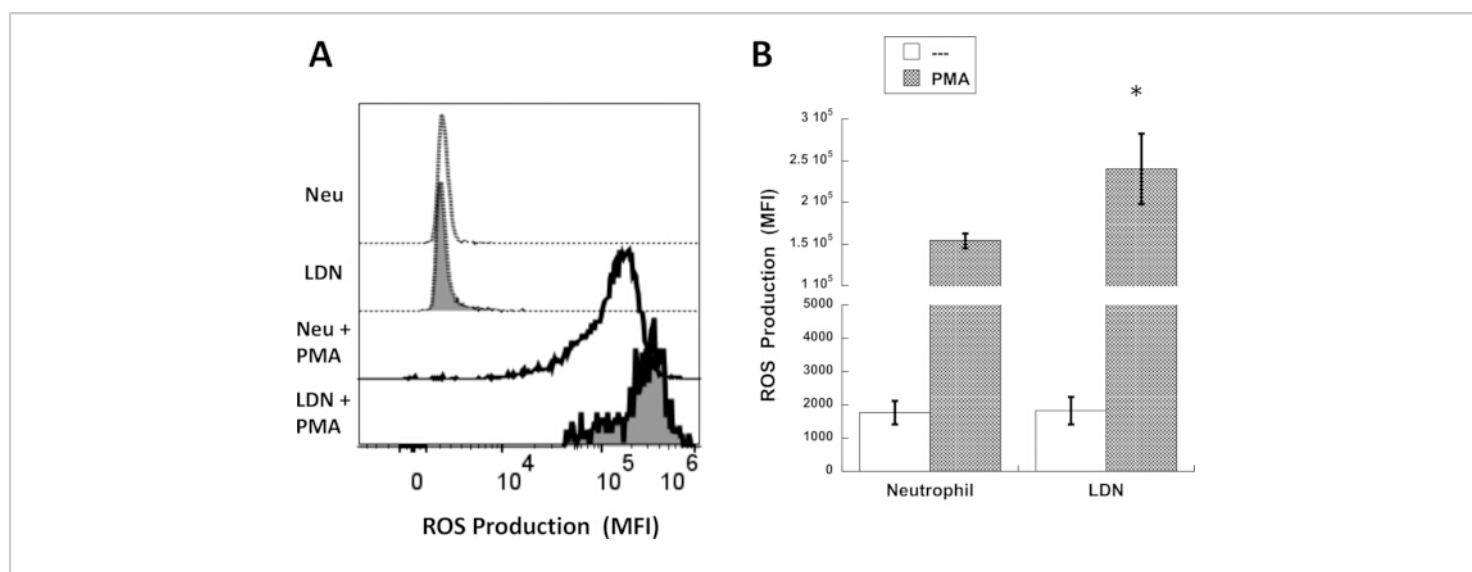 A
Neu
LDN
Neu +
PMA
LDN +
PMA
0 10^4 10^5 10^6
ROS Production (MFI)
B
---
PMA
*
ROS Production (MFI)
3 10^5
2.5 10^5
2 10^5
1.5 10^5
1 10^5
5000
4000
3000
2000
1000
0
Neutrophil LDN